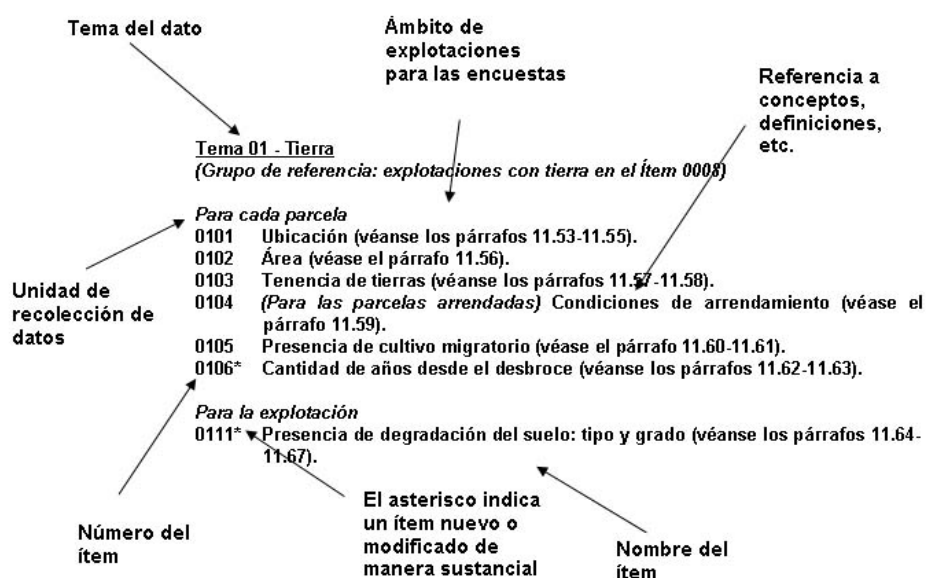 Tema del dato
Ámbito de
explotaciones
para las encuestas
Referencia a
conceptos,
definiciones,
etc.
Tema 01 - Tierra
(Grupo de referencia: explotaciones con tierra en el Ítem 0008)
Para cada parcela
0101 Ubicación (véanse los párrafos 11.53-11.55).
0102 Área (véase el párrafo 11.56).
0103 Tenencia de tierras (véanse los párrafos 11.57-11.58).
0104 (Para las parcelas arrendadas) Condiciones de arrendamiento (véase el
párrafo 11.59).
0105 Presencia de cultivo migratorio (véase el párrafo 11.60-11.61).
0106* Cantidad de años desde el desbroce (véanse los párrafos 11.62-11.63).
Unidad de
recolección de
datos
Para la explotación
0111* Presencia de degradación del suelo: tipo y grado (véanse los párrafos 11.64-
11.67).
Número del
ítem
El asterisco indica
un ítem nuevo o
modificado de
manera sustancial
Nombre del
ítem